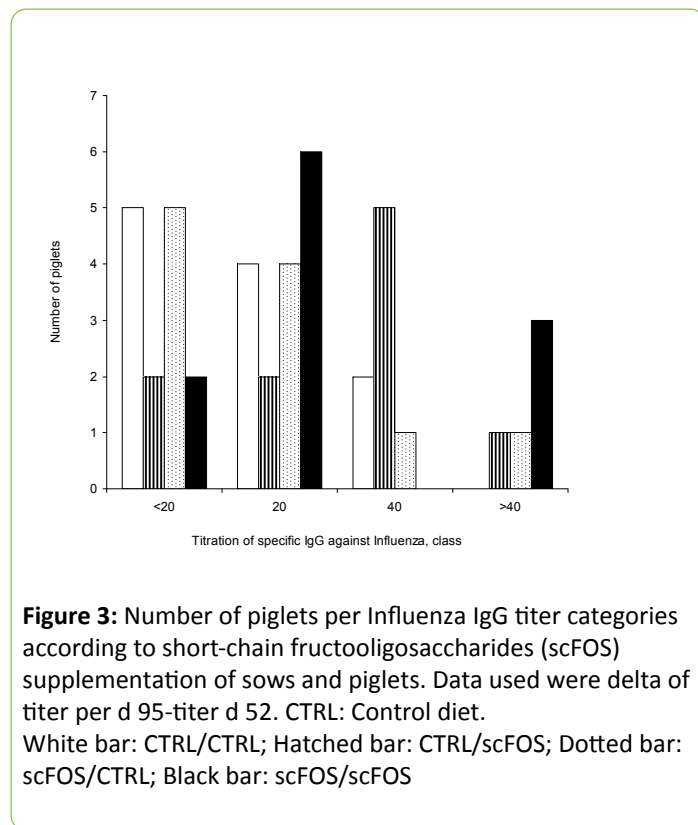 7
6
5
4
3
2
1
0
Number of piglets
<20 20 40 >40
Titration of specific IgG against Influenza, class
Figure 3: Number of piglets per Influenza IgG titer categories
according to short-chain fructooligosaccharides (scFOS)
supplementation of sows and piglets. Data used were delta of
titer per d 95-titer d 52. CTRL: Control diet.
White bar: CTRL/CTRL; Hatched bar: CTRL/scFOS; Dotted bar:
scFOS/CTRL; Black bar: scFOS/scFOS